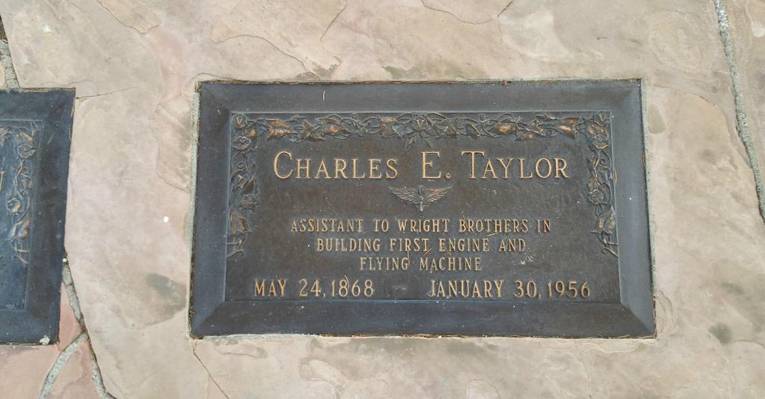 CHARLES E. TAYLOR
ASSISTANT TO WRIGHT BROTHERS IN
BUILDING FIRST ENGINE AND
FLYING MACHINE
MAY 24, 1868 JANUARY 30, 1956